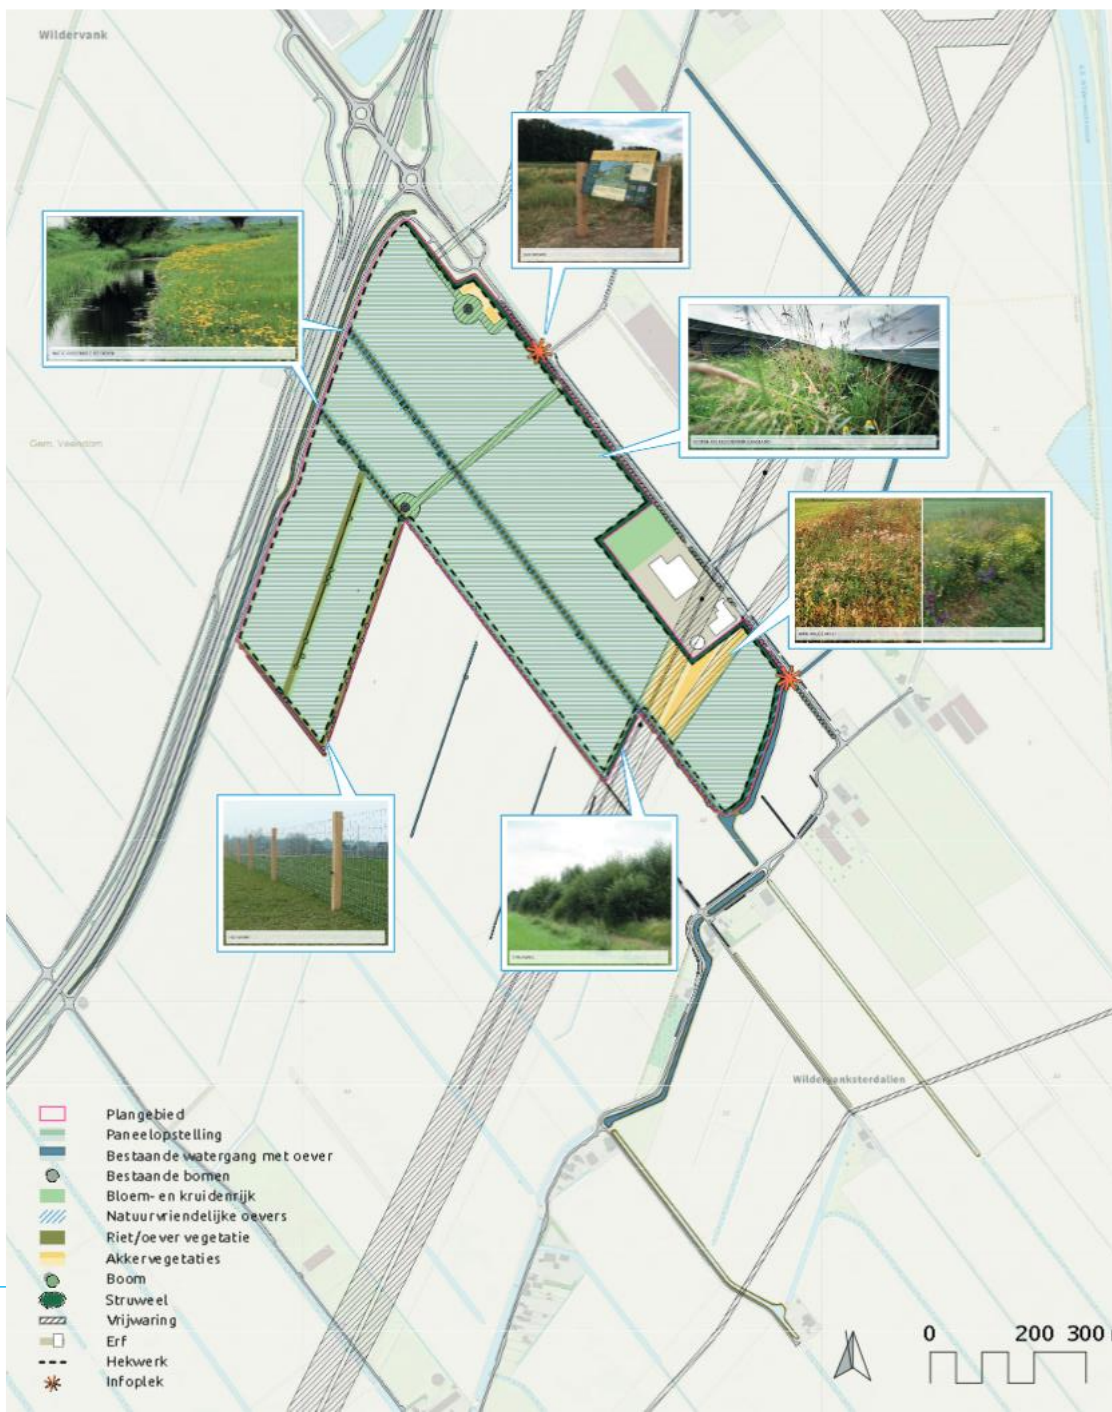 Wildervank
Gem. Veendam
Wildervanksterdallen
Plangebied
Paneelopstelling
Bestaande watergang met oever
Bestaande bomen
Bloem- en kruidenrijk
Natuurvriendelijke oevers
Riet/oever vegetatie
Akkervegetaties
Boom
Struweel
Vrijwaring
Erf
Hekwerk
Infoplek
0 200 300